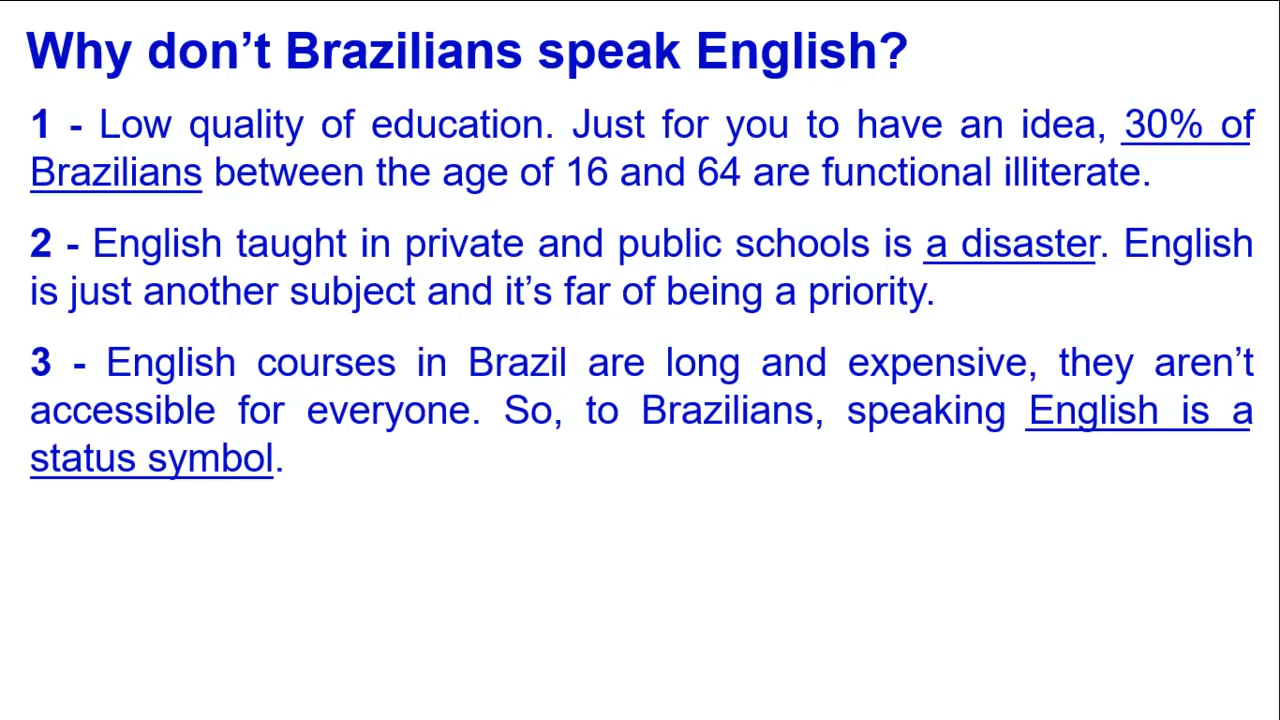 Why don’t Brazilians speak English?
1 - Low quality of education. Just for you to have an idea, 30% of
Brazilians between the age of 16 and 64 are functional illiterate.
2 - English taught in private and public schools is a disaster. English
is just another subject and it’s far of being a priority.
3 - English courses in Brazil are long and expensive, they aren’t
accessible for everyone. So, to Brazilians, speaking English is a
status symbol.